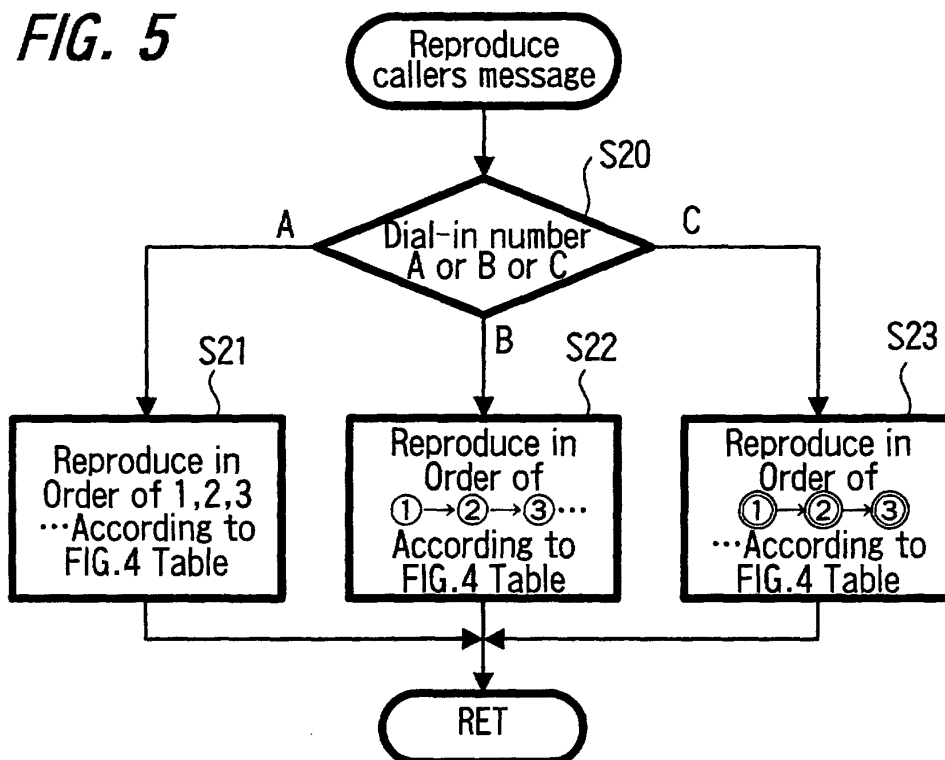 FIG. 5
Reproduce
callers message
S20
Dial-in number
A or B or C
A
B
C
S21
Reproduce in
Order of 1,2,3
…According to
FIG.4 Table
S22
Reproduce in
Order of
①→②→③…
According to
FIG.4 Table
S23
Reproduce in
Order of
①→②→③
…According to
FIG.4 Table
RET